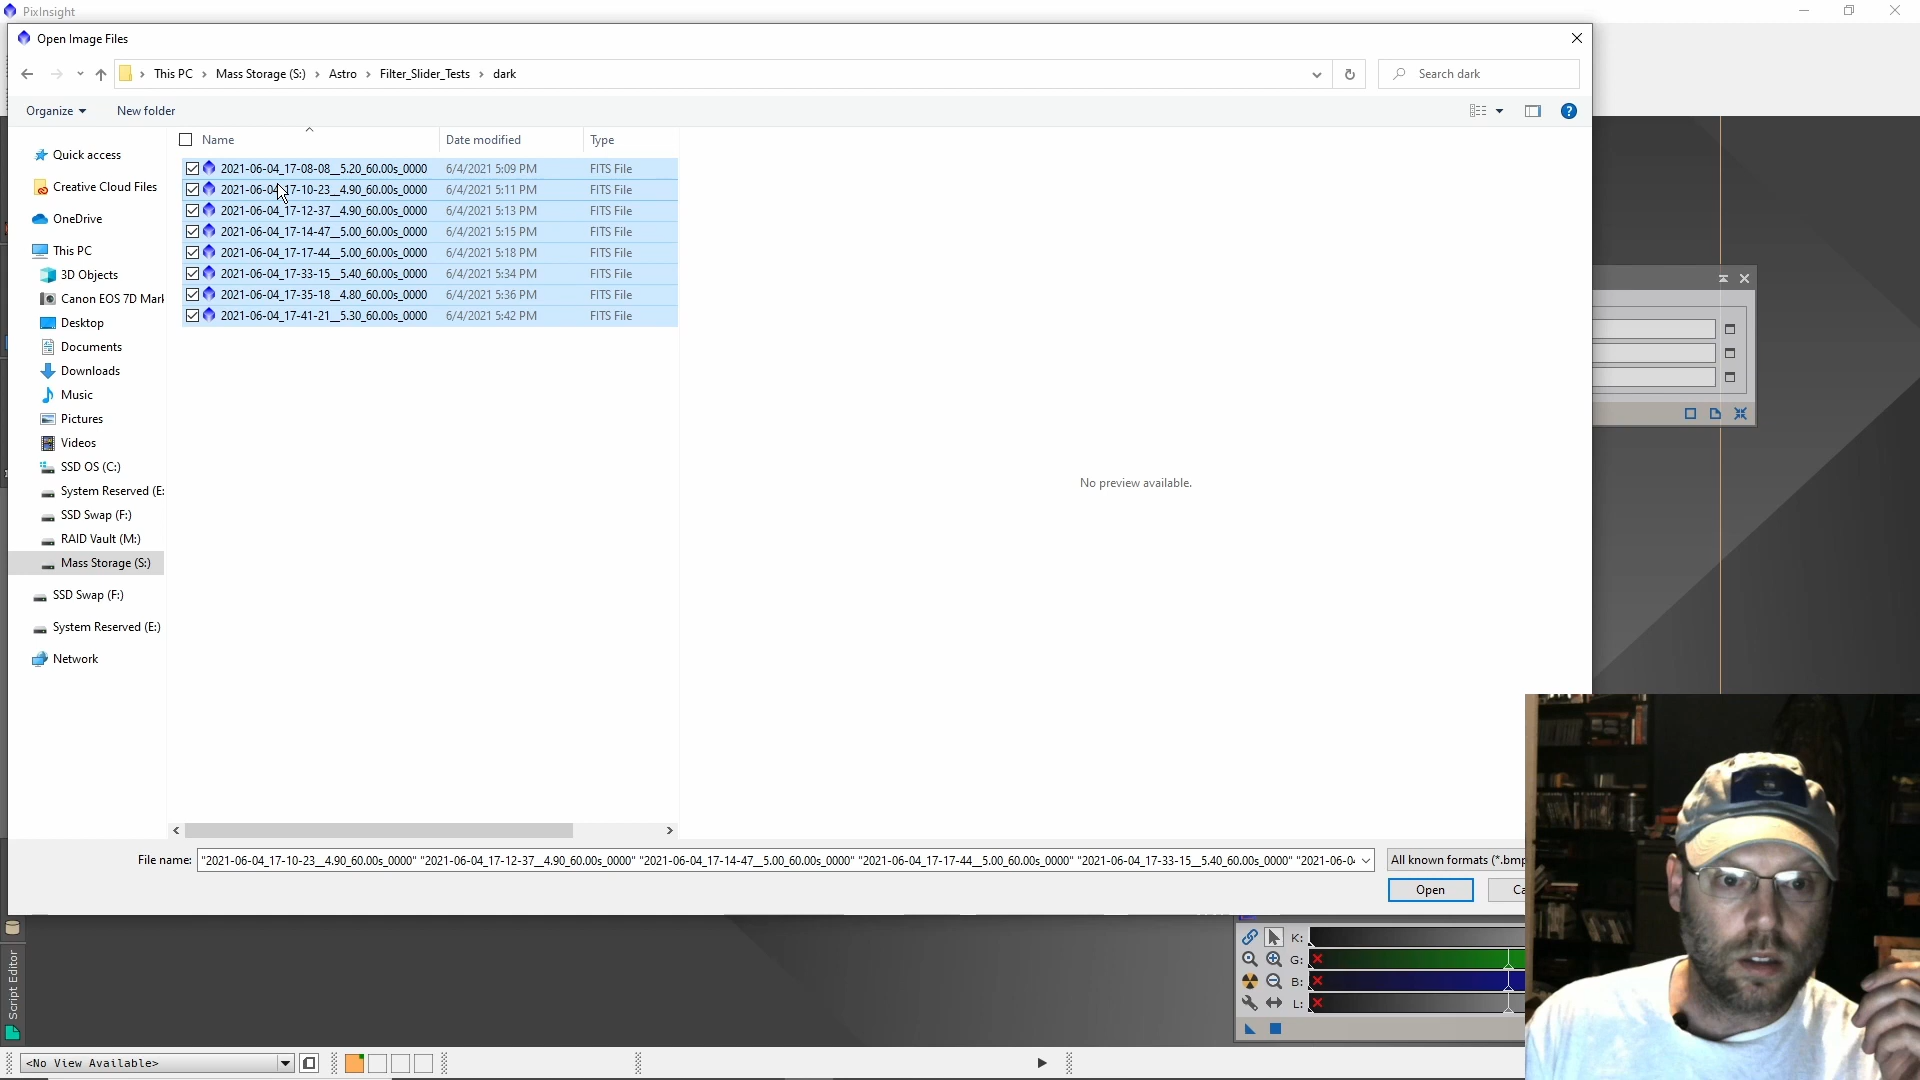 PixInsight
Open Image Files
This PC
Mass Storage (S:)
Astro
Filter_Slider_Tests
dark
Search dark
Organize
New folder
Name
Date modified
Type
Quick access
Creative Cloud Files
OneDrive
This PC
3D Objects
Canon EOS 7D Mark
Desktop
Documents
Downloads
Music
Pictures
Videos
SSD OS (C:)
System Reserved (E:
SSD Swap (F:)
RAID Vault (M:)
Mass Storage (S:)
SSD Swap (F:)
System Reserved (E:)
Network
2021-06-04_17-08-08__5.20_60.00s_0000 6/4/2021 5:09 PM FITS File
2021-06-04_17-10-23__4.90_60.00s_0000 6/4/2021 5:11 PM FITS File
2021-06-04_17-12-37__4.90_60.00s_0000 6/4/2021 5:13 PM FITS File
2021-06-04_17-14-47__5.00_60.00s_0000 6/4/2021 5:15 PM FITS File
2021-06-04_17-17-44__5.00_60.00s_0000 6/4/2021 5:18 PM FITS File
2021-06-04_17-33-15__5.40_60.00s_0000 6/4/2021 5:34 PM FITS File
2021-06-04_17-35-18__4.80_60.00s_0000 6/4/2021 5:36 PM FITS File
2021-06-04_17-41-21__5.30_60.00s_0000 6/4/2021 5:42 PM FITS File
No preview available.
File name: "2021-06-04_17-10-23__4.90_60.00s_0000" "2021-06-04_17-12-37__4.90_60.00s_0000" "2021-06-04_17-14-47__5.00_60.00s_0000" "2021-06-04_17-17-44__5.00_60.00s_0000" "2021-06-04_17-33-15__5.40_60.00s_0000" "2021-06-0
All known formats (*.bmp
Open
Ca
K:
G:
B:
L:
Script Editor
<No View Available>